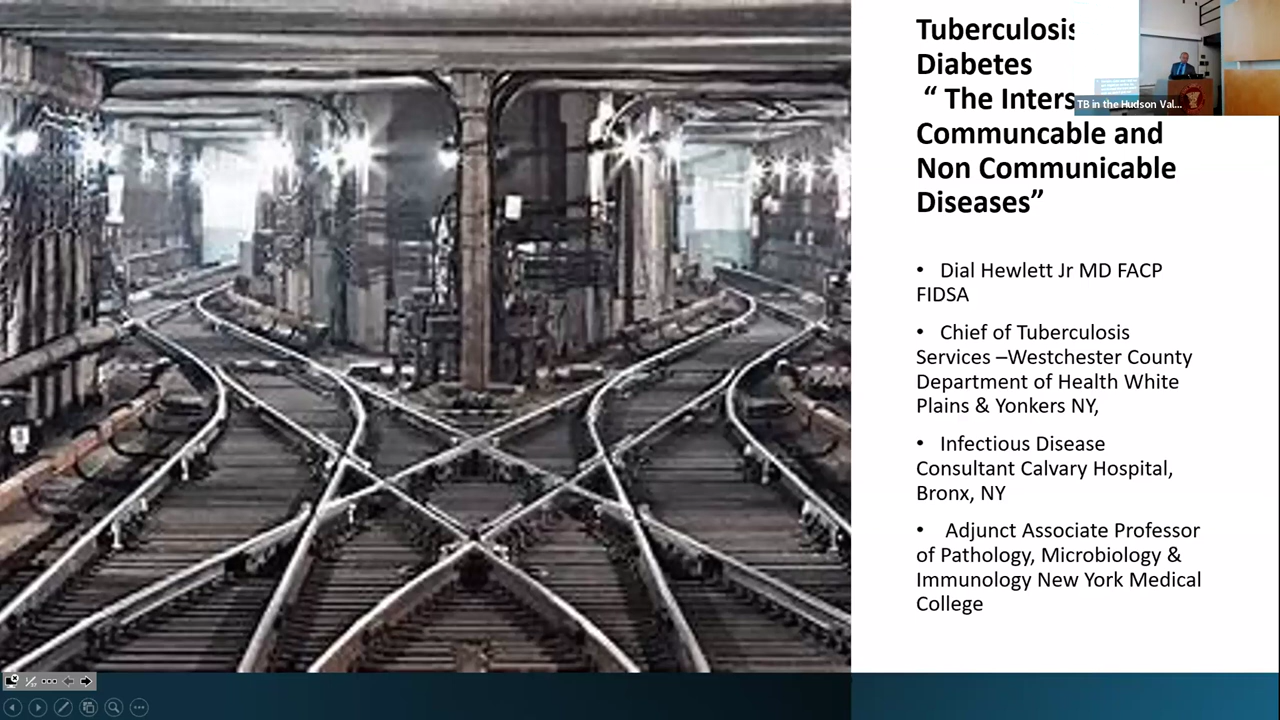 Tuberculosis
Diabetes
“ The Inters
Communcable and
Non Communicable
Diseases”
TB in the Hudson Val...
• Dial Hewlett Jr MD FACP
FIDSA
• Chief of Tuberculosis
Services –Westchester County
Department of Health White
Plains & Yonkers NY,
• Infectious Disease
Consultant Calvary Hospital,
Bronx, NY
• Adjunct Associate Professor
of Pathology, Microbiology &
Immunology New York Medical
College